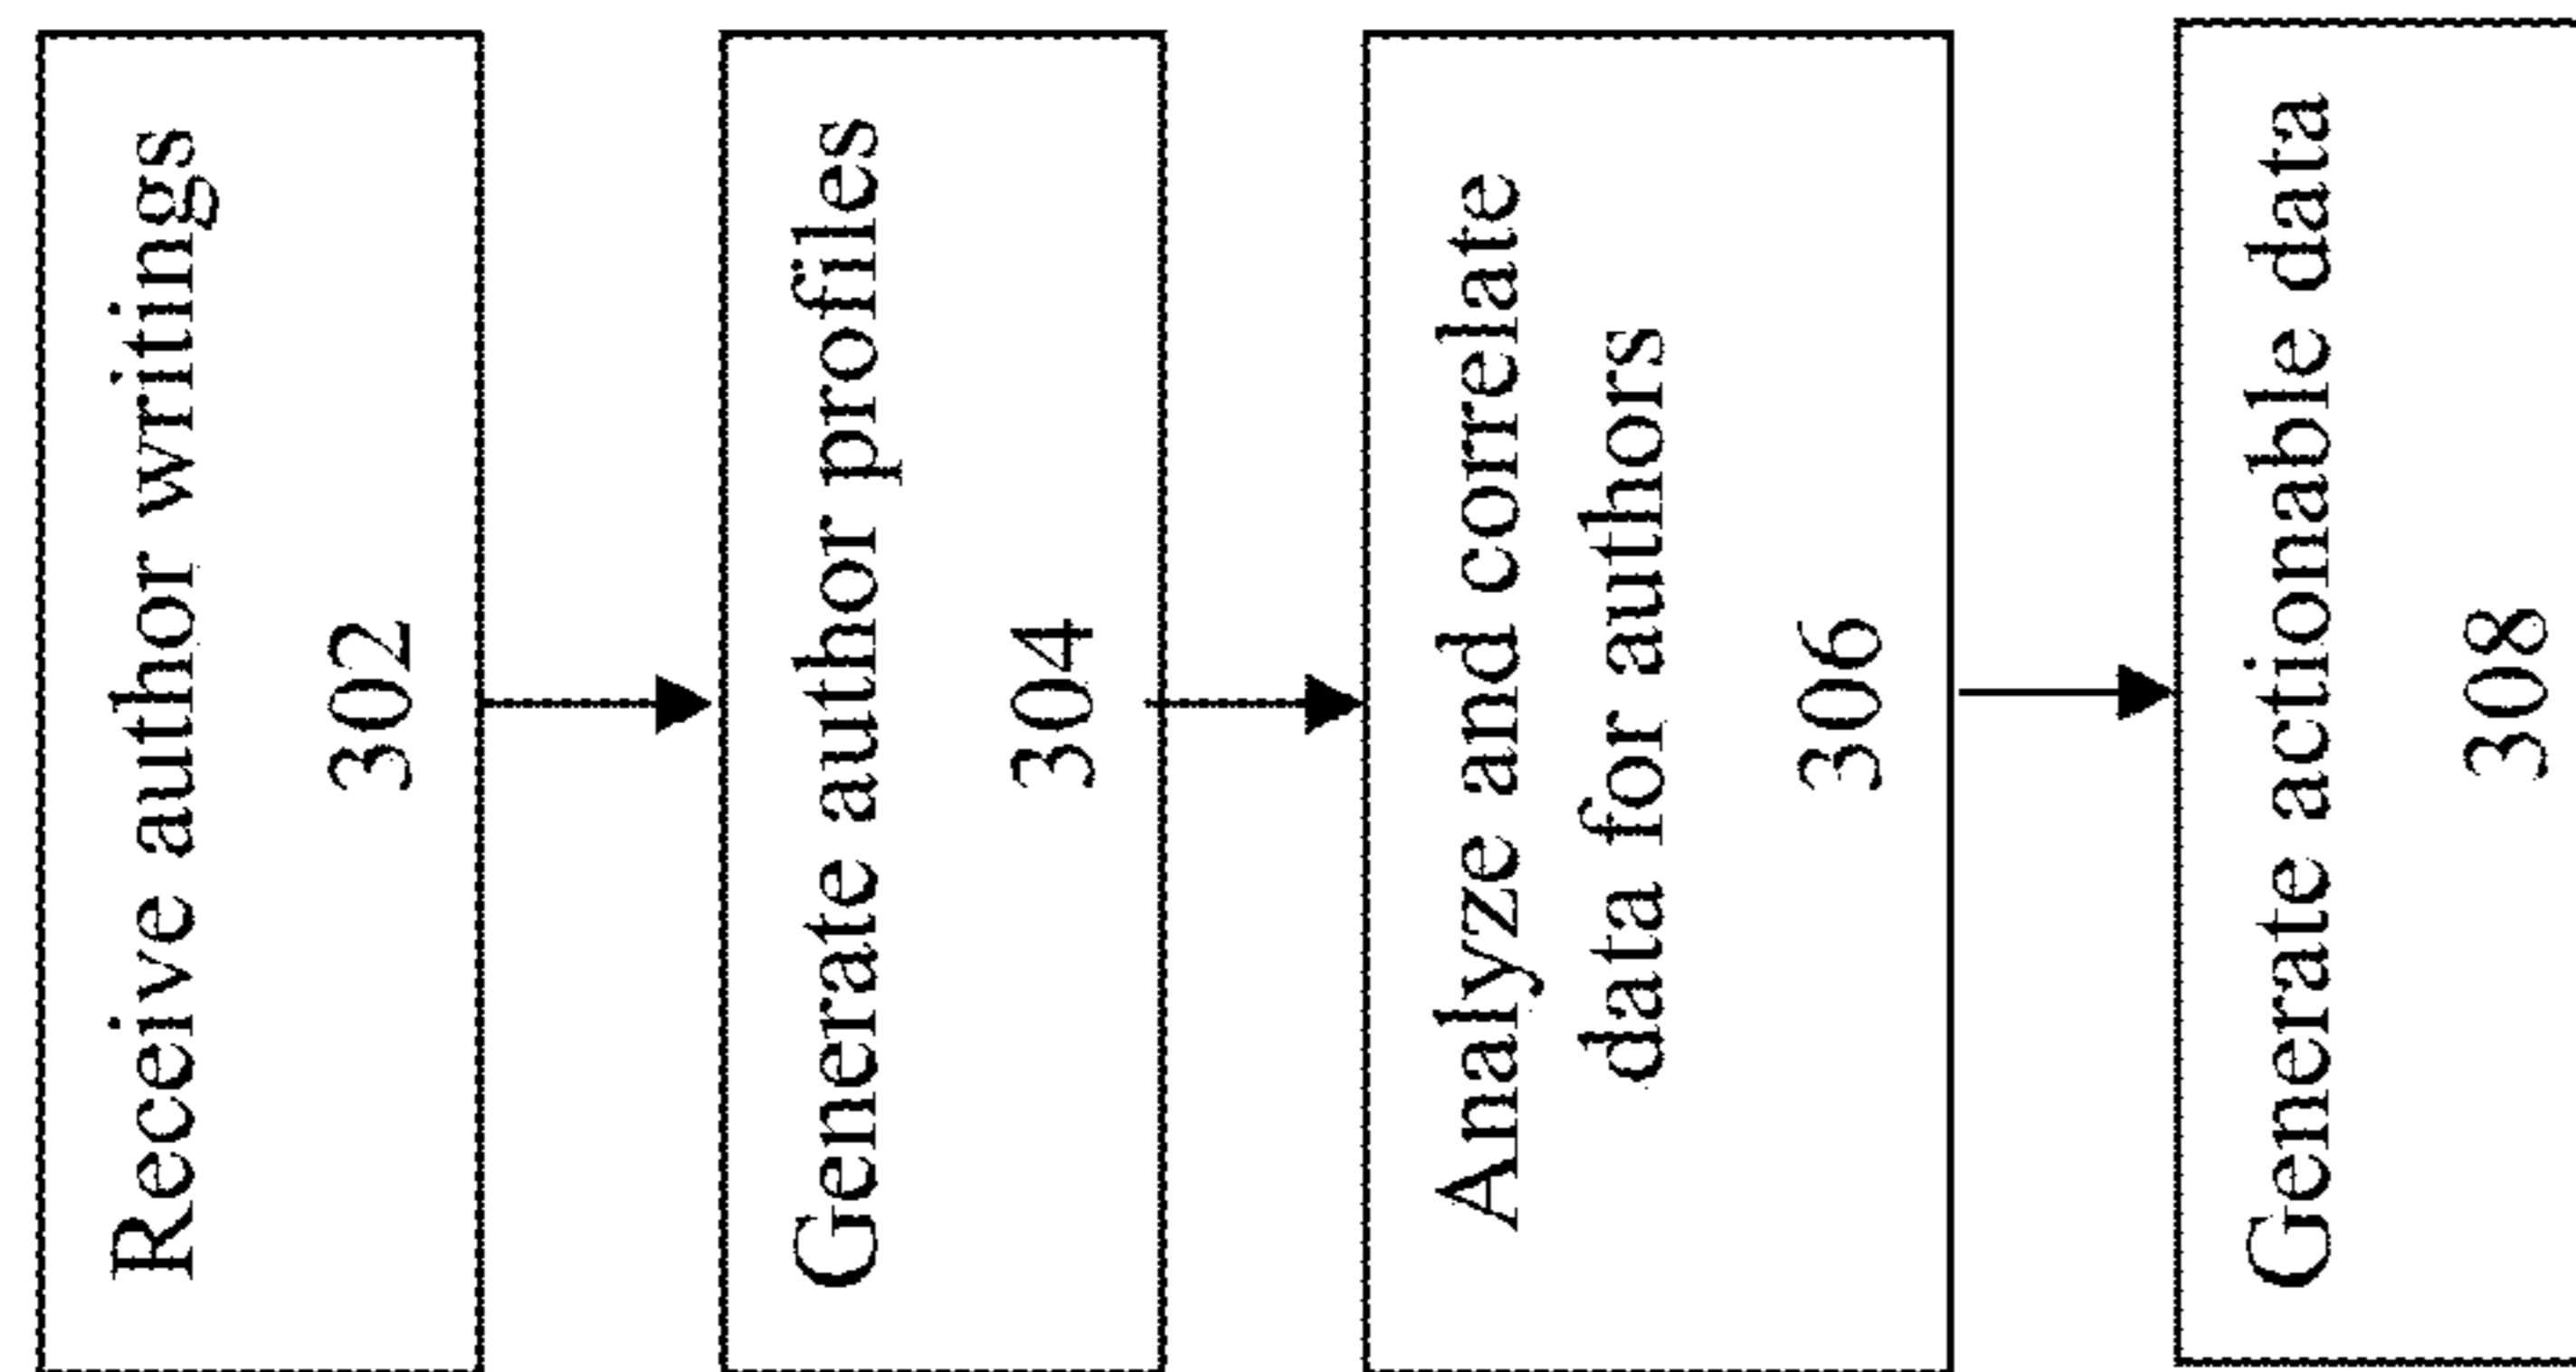 Receive author writings
302
Generate author profiles
304
Analyze and correlate
data for authors
306
Generate actionable data
308